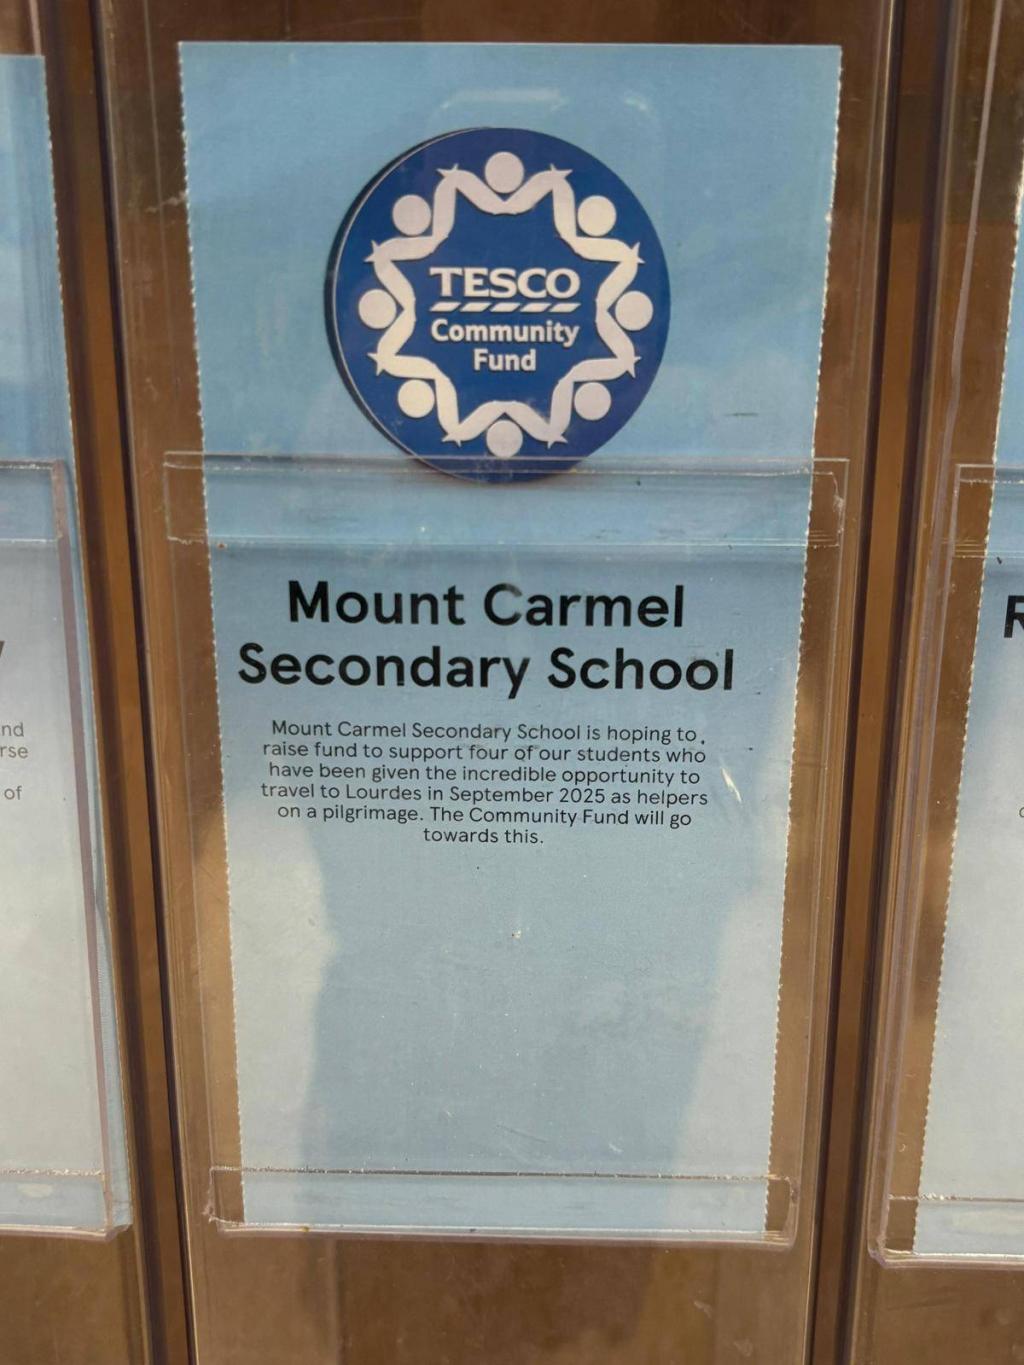 TESCO
Community
Fund
Mount Carmel
Secondary School
Mount Carmel Secondary School is hoping to
raise fund to support four of our students who
have been given the incredible opportunity to
travel to Lourdes in September 2025 as helpers
on a pilgrimage. The Community Fund will go
towards this.
of